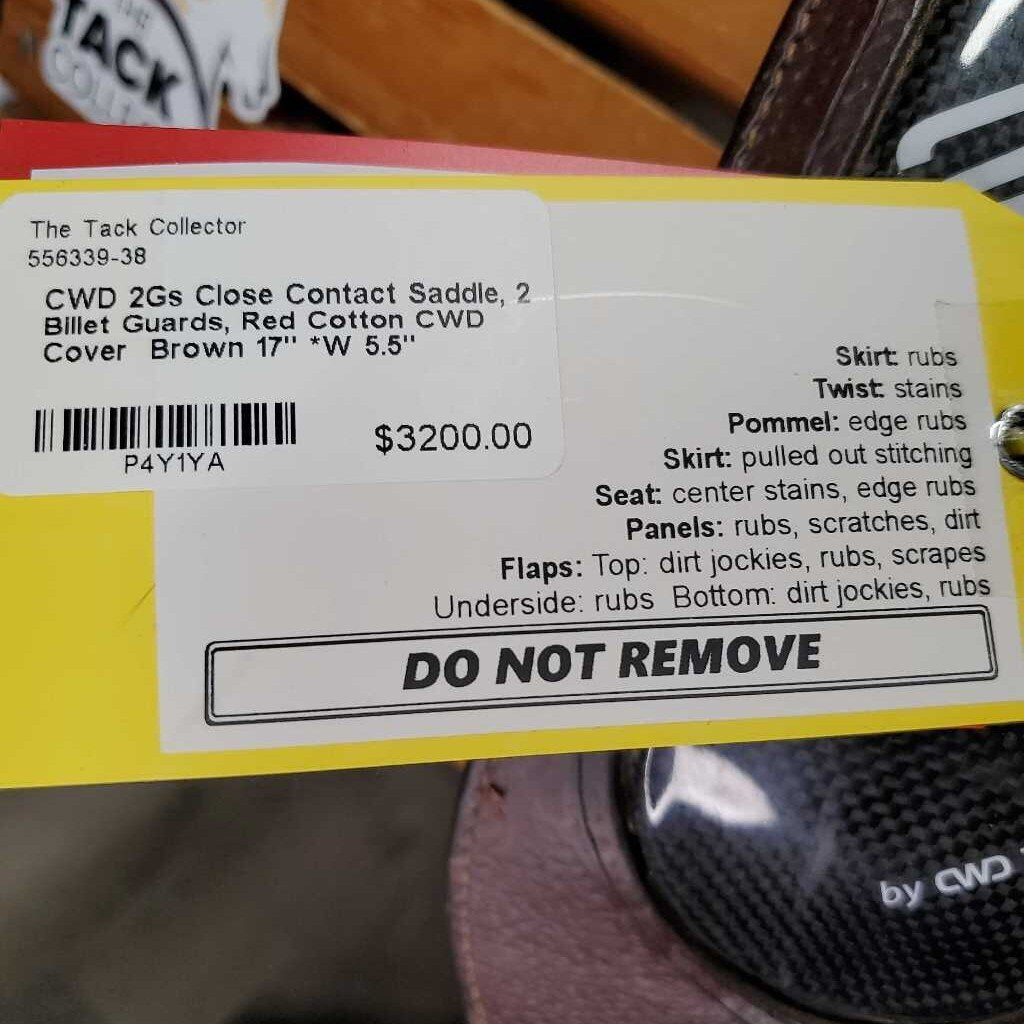 THE
TACK
The Tack Collector
556339-38
CWD 2Gs Close Contact Saddle, 2
Billet Guards, Red Cotton CWD
Cover Brown 17" *W 5.5"
P4Y1YA
$3200.00
Skirt: rubs
Twist: stains
Pommel: edge rubs
Skirt: pulled out stitching
Seat: center stains, edge rubs
Panels: rubs, scratches, dirt
Flaps: Top: dirt jockies, rubs, scrapes
Underside: rubs Bottom: dirt jockies, rubs
DO NOT REMOVE
by CWD